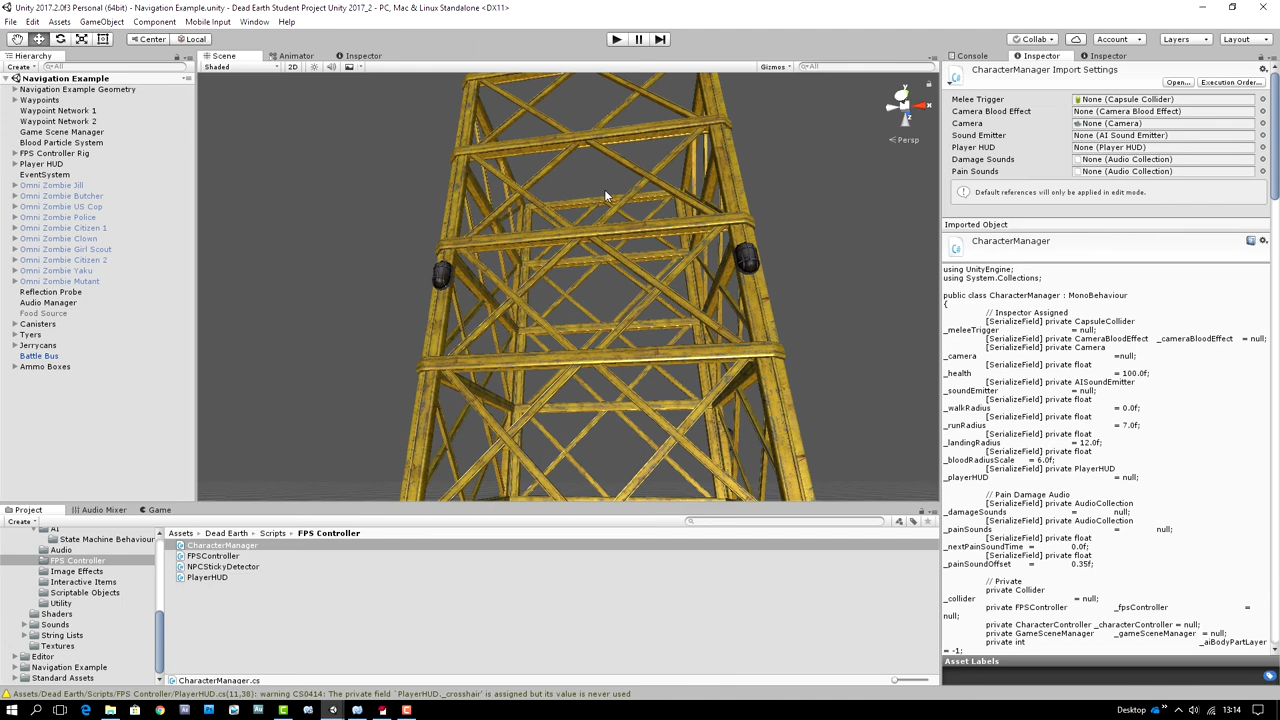 Unity 2017.2.0f3 Personal (64bit) - Navigation Example.unity - Dead Earth Student Project Unity 2017_2 - PC, Mac & Linux Standalone <DX11>
File Edit Assets GameObject Component Mobile Input Window Help
Center Local Collab Account Layers Layout
Hierarchy Scene Animator Inspector Console Inspector Inspector
Create All Shaded 2D Gizmos All
CharacterManager Import Settings
Open... Execution Order...
Navigation Example
Navigation Example Geometry
Waypoints
Waypoint Network 1
Waypoint Network 2
Game Scene Manager
Blood Particle System
FPS Controller Rig
Player HUD
EventSystem
Omni Zombie Jill
Omni Zombie Butcher
Omni Zombie US Cop
Omni Zombie Police
Omni Zombie Citizen 1
Omni Zombie Clown
Omni Zombie Girl Scout
Omni Zombie Citizen 2
Omni Zombie Yaku
Omni Zombie Mutant
Reflection Probe
Audio Manager
Food Source
Canisters
Tyers
Jerrycans
Battle Bus
Ammo Boxes
y
x
z
Persp
Melee Trigger None (Capsule Collider)
Camera Blood Effect None (Camera Blood Effect)
Camera None (Camera)
Sound Emitter None (AI Sound Emitter)
Player HUD None (Player HUD)
Damage Sounds None (Audio Collection)
Pain Sounds None (Audio Collection)
Default references will only be applied in edit mode.
Imported Object
CharacterManager
using UnityEngine;
using System.Collections;
public class CharacterManager : MonoBehaviour
{
// Inspector Assigned
[SerializeField] private CapsuleCollider
_meleeTrigger = null;
[SerializeField] private CameraBloodEffect _cameraBloodEffect = null;
[SerializeField] private Camera
_camera =null;
[SerializeField] private float
_health = 100.0f;
[SerializeField] private AISoundEmitter
_soundEmitter = null;
[SerializeField] private float
_walkRadius = 0.0f;
[SerializeField] private float
_runRadius = 7.0f;
[SerializeField] private float
_landingRadius = 12.0f;
[SerializeField] private float
_bloodRadiusScale = 6.0f;
[SerializeField] private PlayerHUD
_playerHUD = null;
// Pain Damage Audio
[SerializeField] private AudioCollection
_damageSounds = null;
[SerializeField] private AudioCollection
_painSounds = null;
[SerializeField] private float
_nextPainSoundTime = 0.0f;
[SerializeField] private float
_painSoundOffset = 0.35f;
// Private
private Collider
_collider = null;
private FPSController _fpsController =
null;
private CharacterController _characterController = null;
private GameSceneManager _gameSceneManager = null;
private int _aiBodyPartLayer
= -1;
Asset Labels
Project Audio Mixer Game
Create
AI
State Machine Behaviour
Audio
FPS Controller
Image Effects
Interactive Items
Scriptable Objects
Utility
Shaders
Sounds
String Lists
Textures
Editor
Navigation Example
Standard Assets
Assets Dead Earth Scripts FPS Controller
CharacterManager
FPSController
NPCStickyDetector
PlayerHUD
CharacterManager.cs
Assets/Dead Earth/Scripts/FPS Controller/PlayerHUD.cs(11,38): warning CS0414: The private field `PlayerHUD._crosshair' is assigned but its value is never used
Desktop 13:14